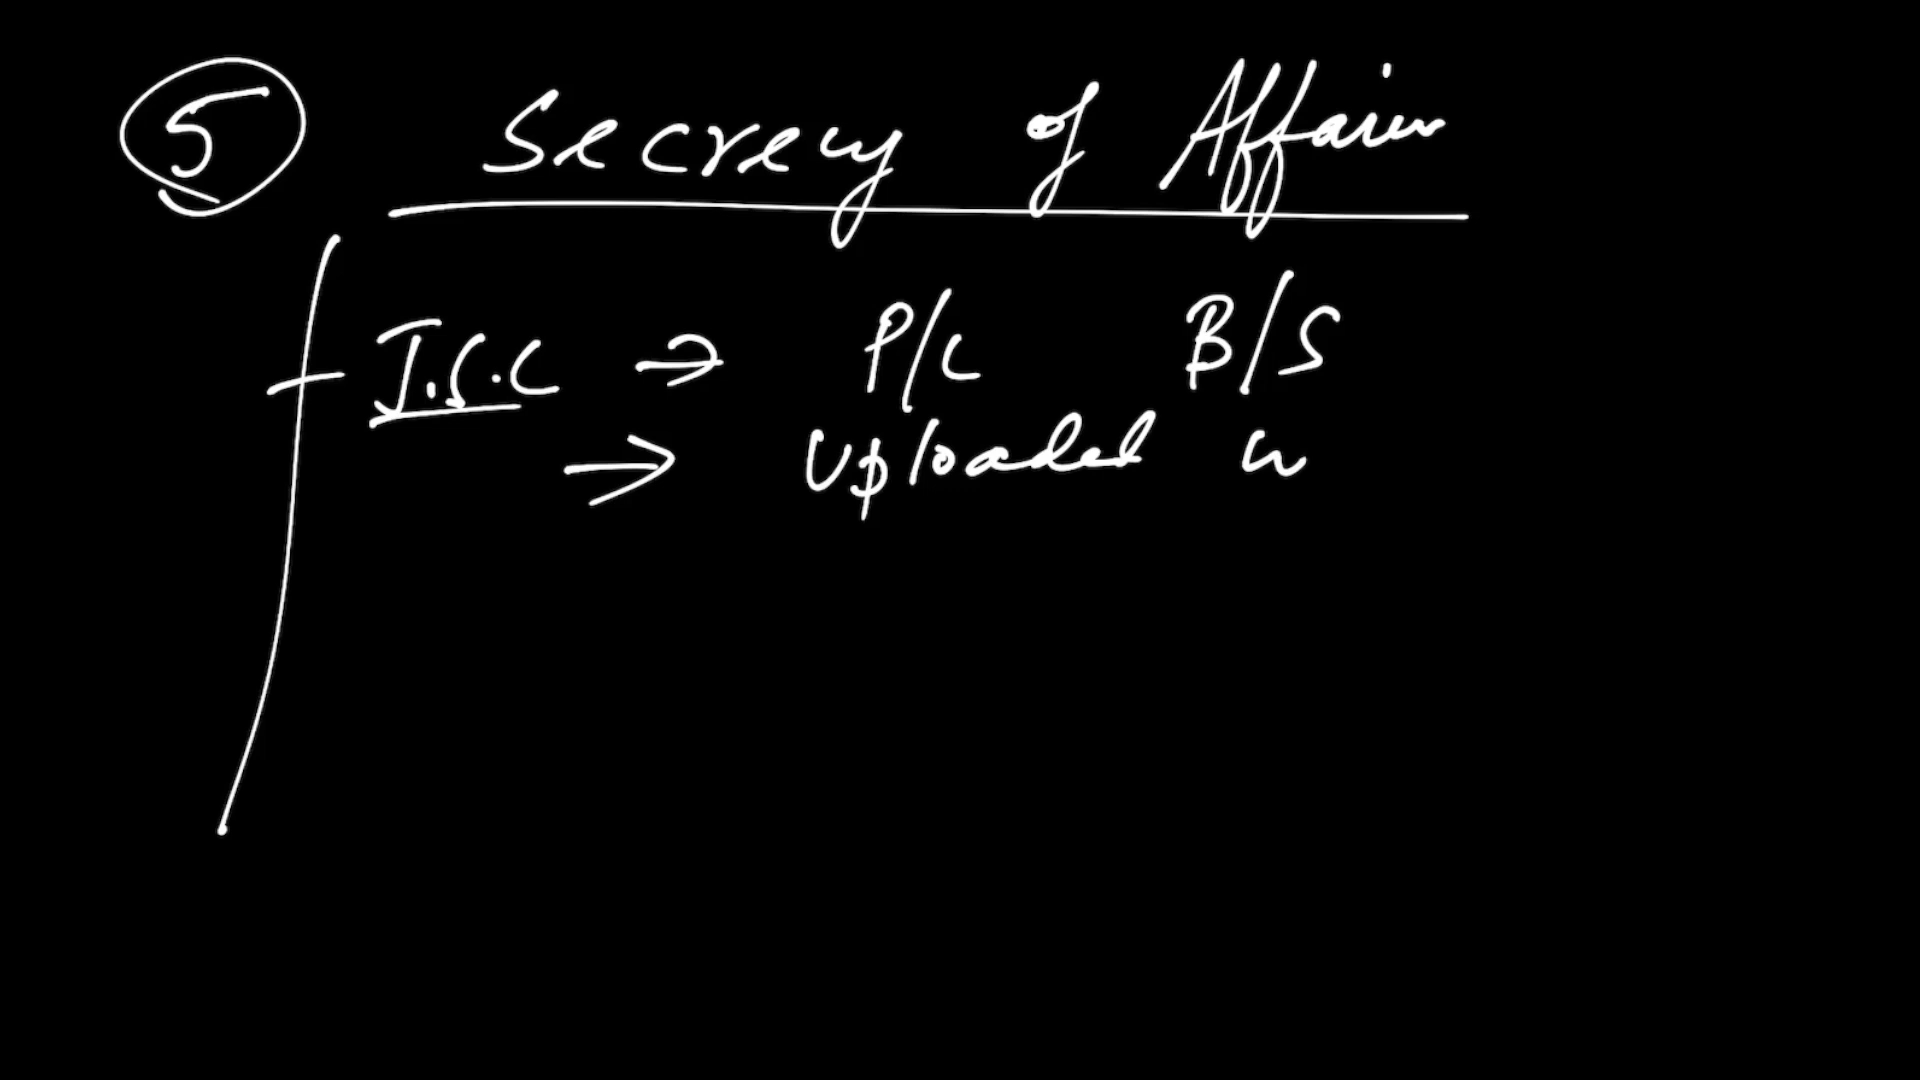 5 Secrecy of Affairs
J.S.C → P/L B/S
→ Uploaded w